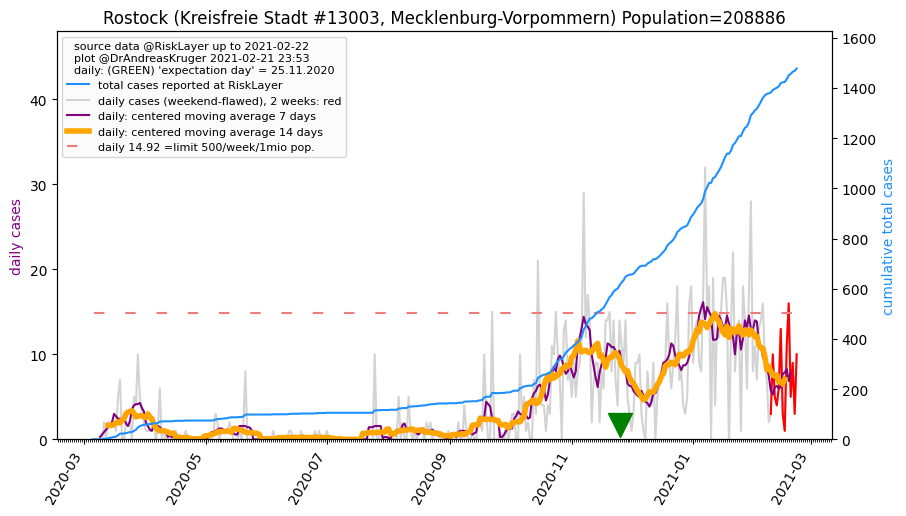 Rostock (Kreisfreie Stadt #13003, Mecklenburg-Vorpommern) Population=208886
source data @RiskLayer up to 2021-02-22
plot @DrAndreasKruger 2021-02-21 23:53
daily: (GREEN) 'expectation day' = 25.11.2020
total cases reported at RiskLayer
daily cases (weekend-flawed), 2 weeks: red
daily: centered moving average 7 days
daily: centered moving average 14 days
daily 14.92 =limit 500/week/1mio pop.
daily cases
40
30
20
10
0
1600
1400
1200
1000
800
600
400
200
0
cumulative total cases
2020-03
2020-05
2020-07
2020-09
2020-11
2021-01
2021-03